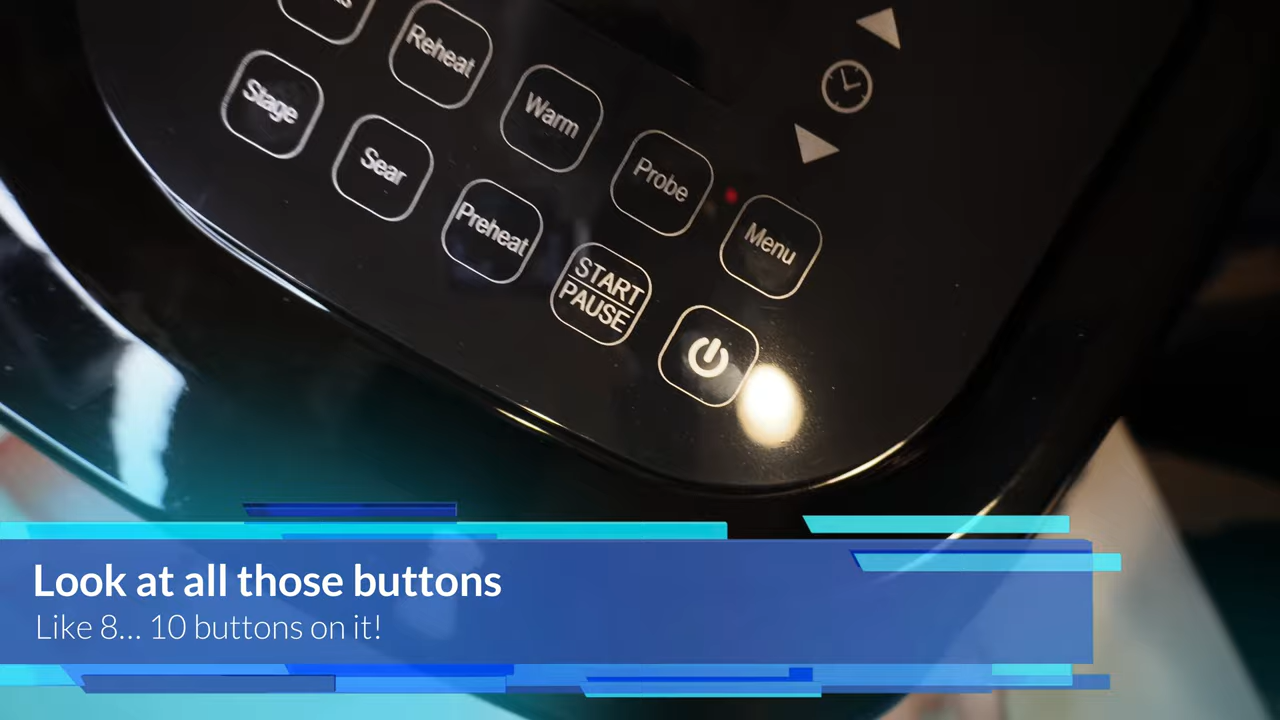 Reheat
Warm
Probe
Menu
Stage
Sear
Preheat
START
PAUSE
Look at all those buttons
Like 8... 10 buttons on it!